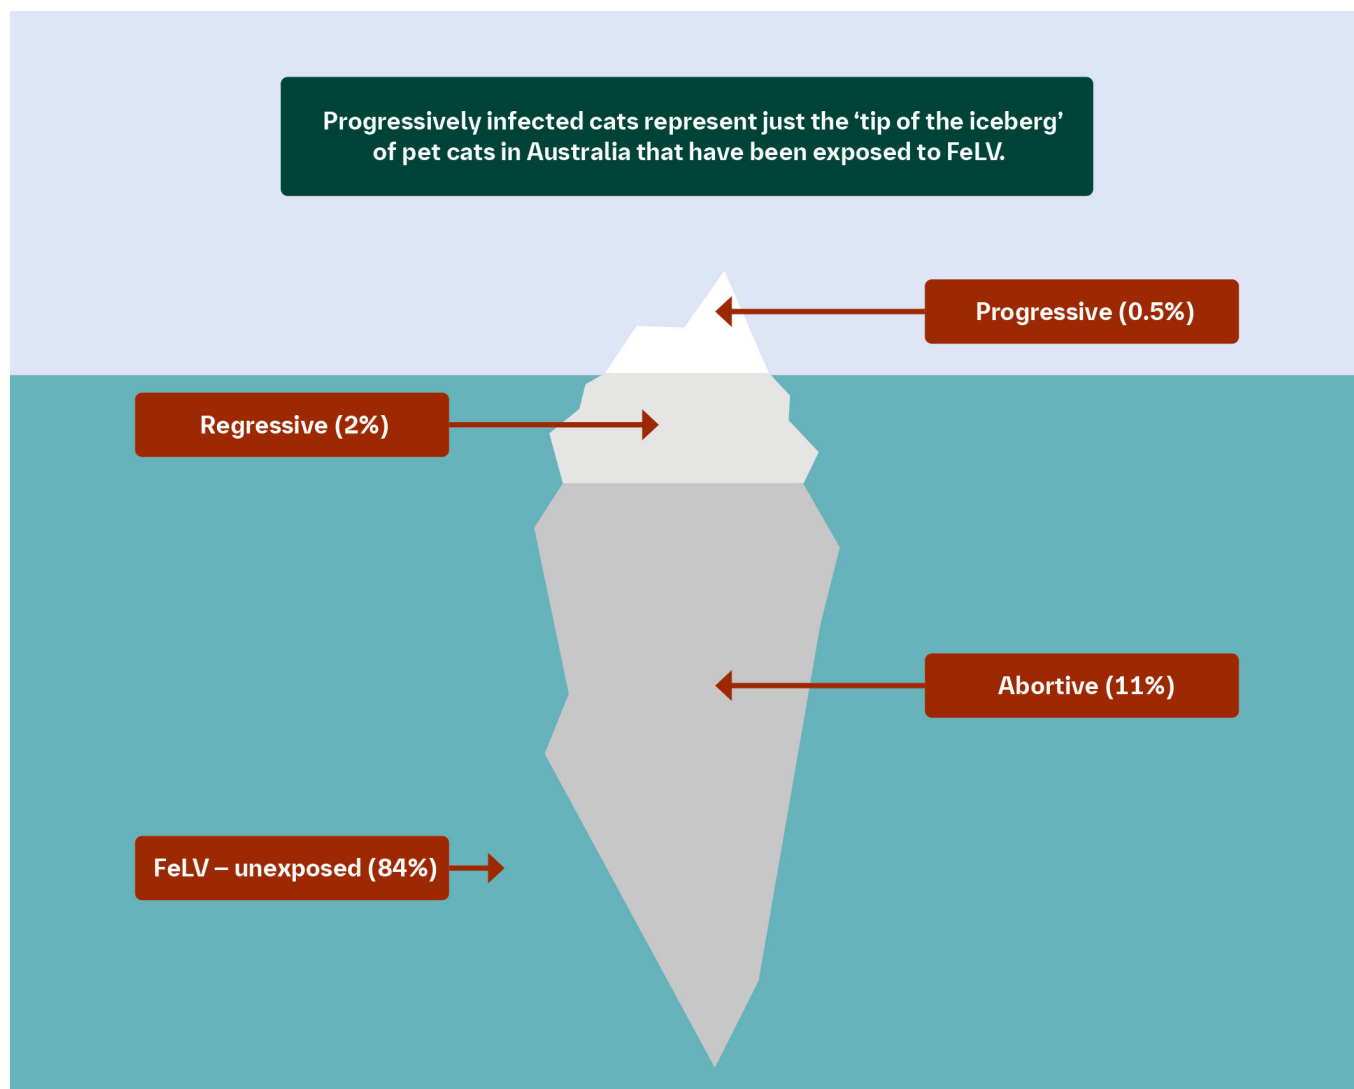 Progressively infected cats represent just the ‘tip of the iceberg’
of pet cats in Australia that have been exposed to FeLV.
Progressive (0.5%)
Regressive (2%)
Abortive (11%)
FeLV – unexposed (84%)